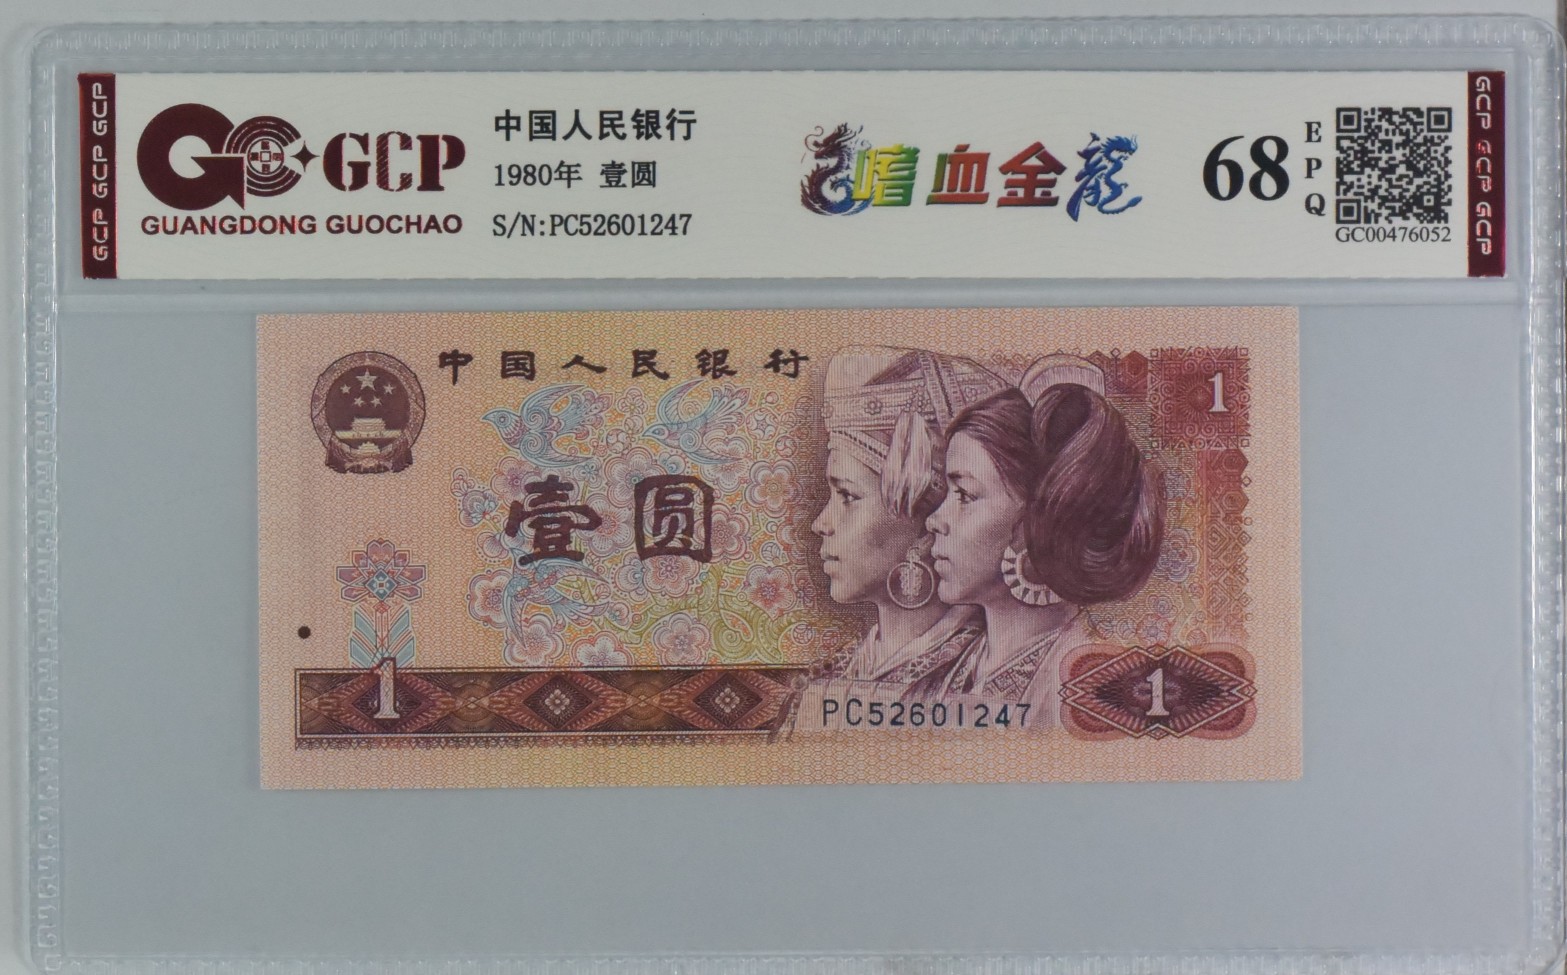 GCP GCP GCP
GCP
GUANGDONG GUOCHAO
中国人民银行
1980年 壹圆
S/N:PC52601247
嗜血金龍
68
EPQ
GC00476052
GCP GCP GCP
中国人民银行
1
壹圆
1
PC52601247
1